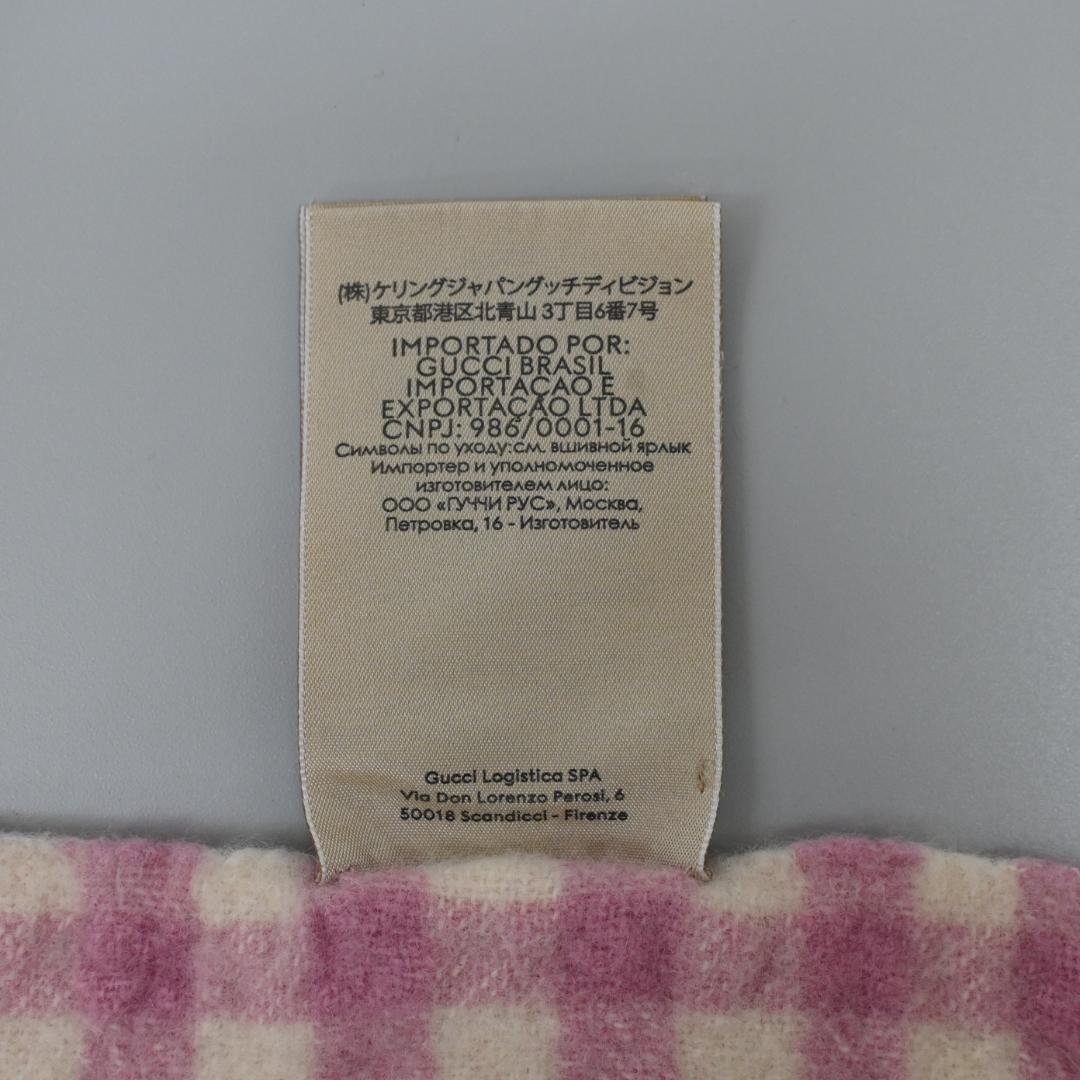 (株)ケリングジャパングッチディビジョン
東京都港区北青山 3丁目6番7号
IMPORTADO POR:
GUCCI BRASIL
IMPORTAÇAO E
EXPORTAÇÃO LTDA
CNPJ: 986/0001-16
Символы по уходу:см. вшивной ярлык
Импортер и уполномоченное
изготовителем лицо:
ООО «ГУЧЧИ РУС», Москва,
Петровка, 16 - Изготовитель
Gucci Logistica SPA
Via Don Lorenzo Perosi, 6
50018 Scandicci - Firenze